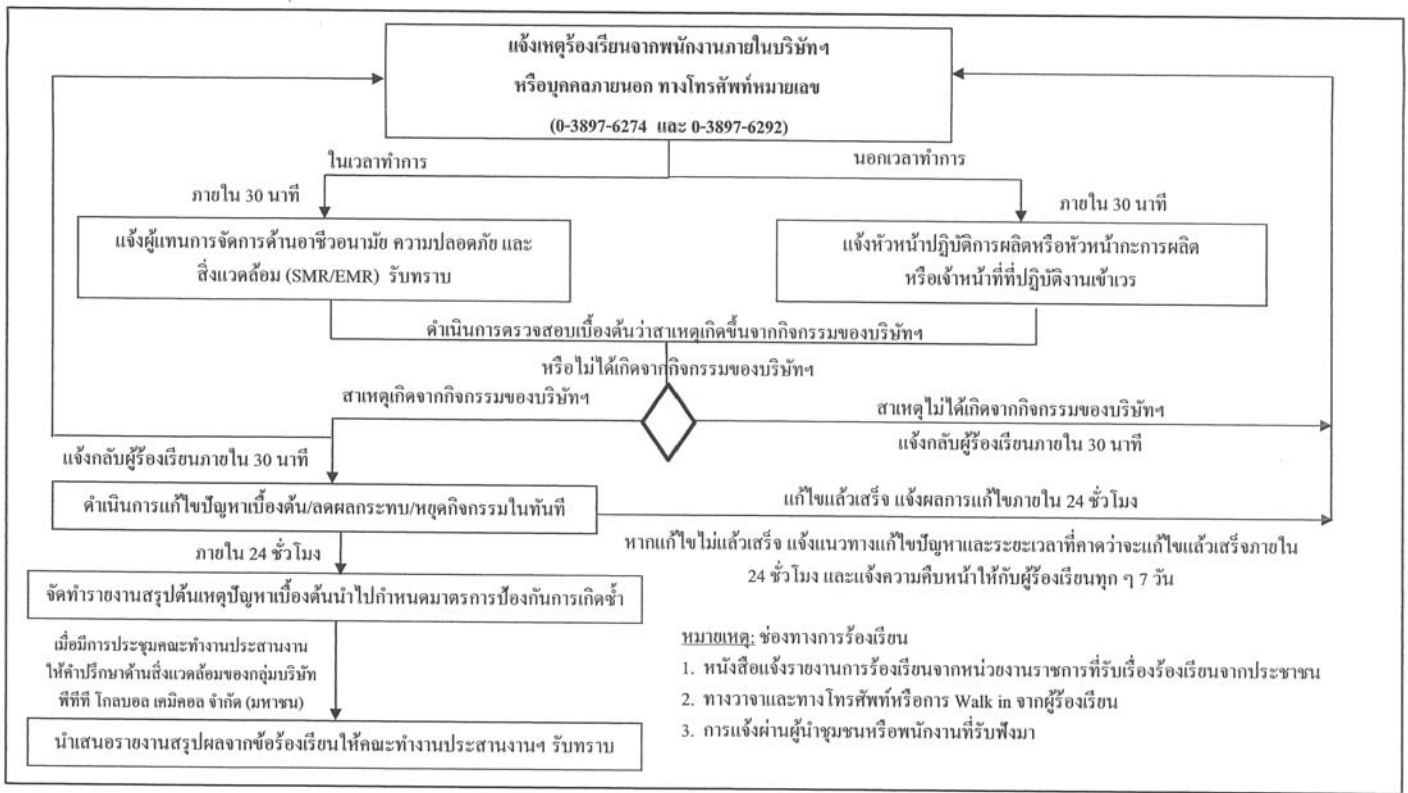 แจ้งเหตุร้องเรียนจากพนักงานภายในบริษัทฯ
หรือบุคคลภายนอก ทางโทรศัพท์หมายเลข
(0-3897-6274 และ 0-3897-6292)
ในเวลาทำการ
นอกเวลาทำการ
ภายใน 30 นาที
ภายใน 30 นาที
แจ้งผู้แทนการจัดการด้านอาชีวอนามัย ความปลอดภัย และ
สิ่งแวดล้อม (SMR/EMR) รับทราบ
แจ้งหัวหน้าปฏิบัติการผลิตหรือหัวหน้ากะการผลิต
หรือเจ้าหน้าที่ที่ปฏิบัติงานเข้าเวร
ดำเนินการตรวจสอบเบื้องต้นว่าสาเหตุเกิดขึ้นจากกิจกรรมของบริษัทฯ
หรือไม่ได้เกิดจากกิจกรรมของบริษัทฯ
สาเหตุเกิดจากกิจกรรมของบริษัทฯ
สาเหตุไม่ได้เกิดจากกิจกรรมของบริษัทฯ
แจ้งกลับผู้ร้องเรียนภายใน 30 นาที
แจ้งกลับผู้ร้องเรียนภายใน 30 นาที
ดำเนินการแก้ไขปัญหาเบื้องต้น/ลดผลกระทบ/หยุดกิจกรรมในทันที
แก้ไขแล้วเสร็จ แจ้งผลการแก้ไขภายใน 24 ชั่วโมง
ภายใน 24 ชั่วโมง
หากแก้ไขไม่แล้วเสร็จ แจ้งแนวทางแก้ไขปัญหาและระยะเวลาที่คาดว่าจะแก้ไขแล้วเสร็จภายใน
24 ชั่วโมง และแจ้งความคืบหน้าให้กับผู้ร้องเรียนทุก ๆ 7 วัน
จัดทำรายงานสรุปต้นเหตุปัญหาเบื้องต้นนำไปกำหนดมาตรการป้องกันการเกิดซ้ำ
เมื่อมีการประชุมคณะทำงานประสานงาน
ให้คำปรึกษาด้านสิ่งแวดล้อมของกลุ่มบริษัท
พีทีที โกลบอล เคมิคอล จำกัด (มหาชน)
นำเสนอรายงานสรุปผลจากข้อร้องเรียนให้คณะทำงานประสานงานฯ รับทราบ
หมายเหตุ: ช่องทางการร้องเรียน
1. หนังสือแจ้งรายงานการร้องเรียนจากหน่วยงานราชการที่รับเรื่องร้องเรียนจากประชาชน
2. ทางวาจาและทางโทรศัพท์หรือการ Walk in จากผู้ร้องเรียน
3. การแจ้งผ่านผู้นำชุมชนหรือพนักงานที่รับฟังมา